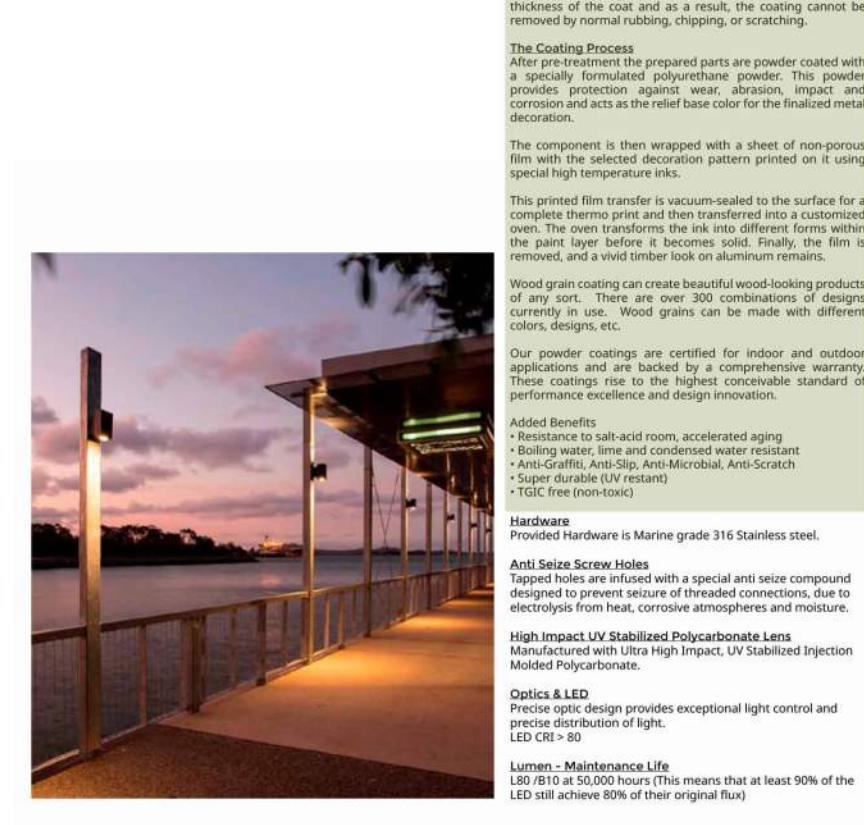 thickness of the coat and as a result, the coating cannot be
removed by normal rubbing, chipping, or scratching.
The Coating Process
After pre-treatment the prepared parts are powder coated with
a specially formulated polyurethane powder. This powder
provides protection against wear, abrasion, impact and
corrosion and acts as the relief base color for the finalized metal
decoration.
The component is then wrapped with a sheet of non-porous
film with the selected decoration pattern printed on it using
special high temperature inks.
This printed film transfer is vacuum-sealed to the surface for a
complete thermo print and then transferred into a customized
oven. The oven transforms the ink into different forms within
the paint layer before it becomes solid. Finally, the film is
removed, and a vivid timber look on aluminum remains.
Wood grain coating can create beautiful wood-looking products
of any sort. There are over 300 combinations of designs
currently in use. Wood grains can be made with different
colors, designs, etc.
Our powder coatings are certified for indoor and outdoor
applications and are backed by a comprehensive warranty.
These coatings rise to the highest conceivable standard of
performance excellence and design innovation.
Added Benefits
• Resistance to salt-acid room, accelerated aging
• Boiling water, lime and condensed water resistant
• Anti-Graffiti, Anti-Slip, Anti-Microbial, Anti-Scratch
• Super durable (UV restant)
• TGIC free (non-toxic)
Hardware
Provided Hardware is Marine grade 316 Stainless steel.
Anti Seize Screw Holes
Tapped holes are infused with a special anti seize compound
designed to prevent seizure of threaded connections, due to
electrolysis from heat, corrosive atmospheres and moisture.
High Impact UV Stabilized Polycarbonate Lens
Manufactured with Ultra High Impact, UV Stabilized Injection
Molded Polycarbonate.
Optics & LED
Precise optic design provides exceptional light control and
precise distribution of light.
LED CRI > 80
Lumen - Maintenance Life
L80 /B10 at 50,000 hours (This means that at least 90% of the
LED still achieve 80% of their original flux)